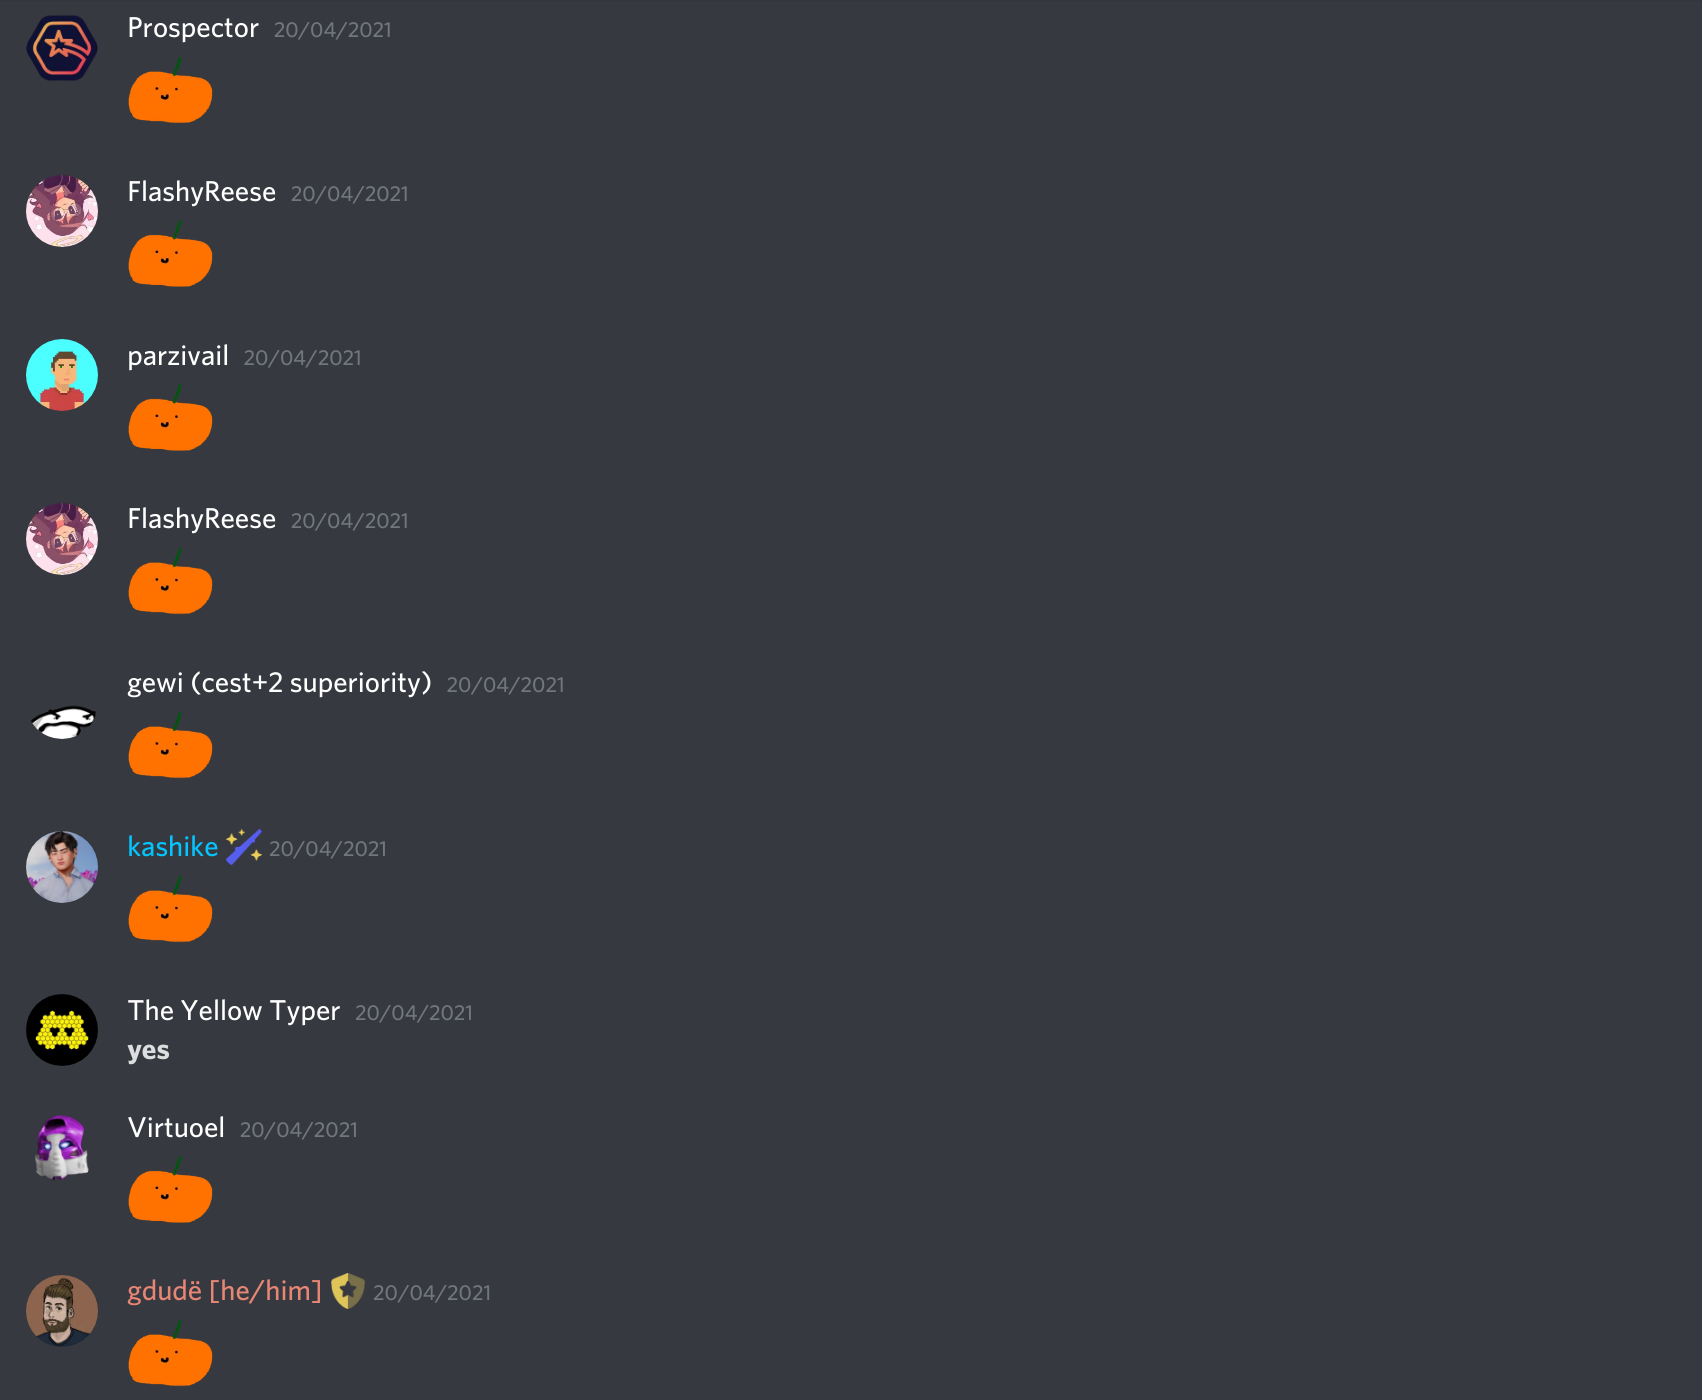 Prospector 20/04/2021
FlashyReese 20/04/2021
parzivail 20/04/2021
FlashyReese 20/04/2021
gewi (cest+2 superiority) 20/04/2021
kashike 20/04/2021
The Yellow Typer 20/04/2021
yes
Virtuoel 20/04/2021
gdudë [he/him] 20/04/2021